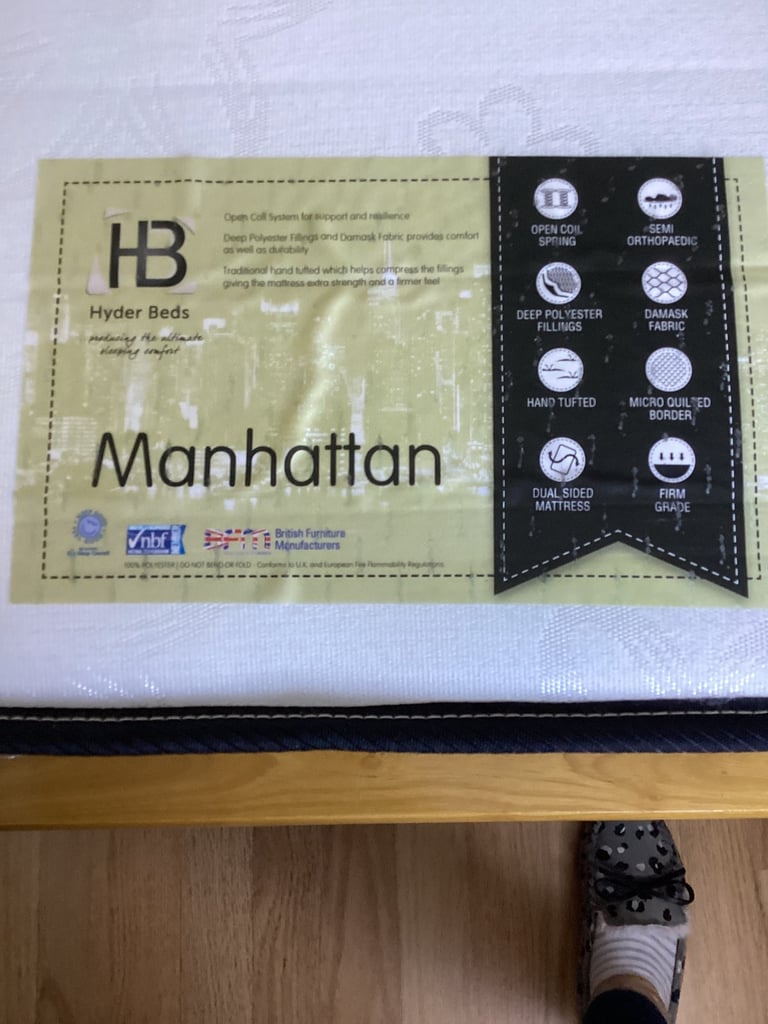 HB
Hyder Beds
producing the ultimate
sleeping comfort
Open Coil System for support and resilience
Deep Polyester Fillings and Damask Fabric provides comfort
as well as durability
Traditional hand tufted which helps compress the fillings
giving the mattress extra strength and a firmer feel
Manhattan
nbf
BFM
British Furniture
Manufacturers
100% POLYESTER | DO NOT BEND OR FOLD - Conforms to U.K. and European Fire Flammability Regulations
OPEN COIL
SPRING
SEMI
ORTHOPAEDIC
DEEP POLYESTER
FILLINGS
DAMASK
FABRIC
HAND TUFTED
MICRO QUILTED
BORDER
DUAL SIDED
MATTRESS
FIRM
GRADE